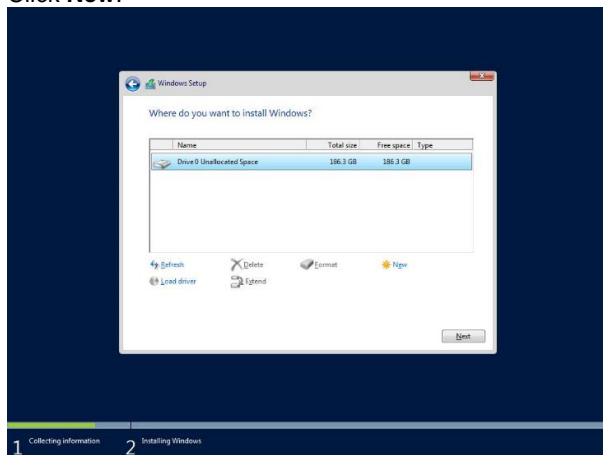 Click New.
Windows Setup
Where do you want to install Windows?
Name Total size Free space Type
Drive 0 Unallocated Space 186.3 GB 186.3 GB
Refresh Delete Format New
Load driver Extend
Next
1 Collecting information 2 Installing Windows